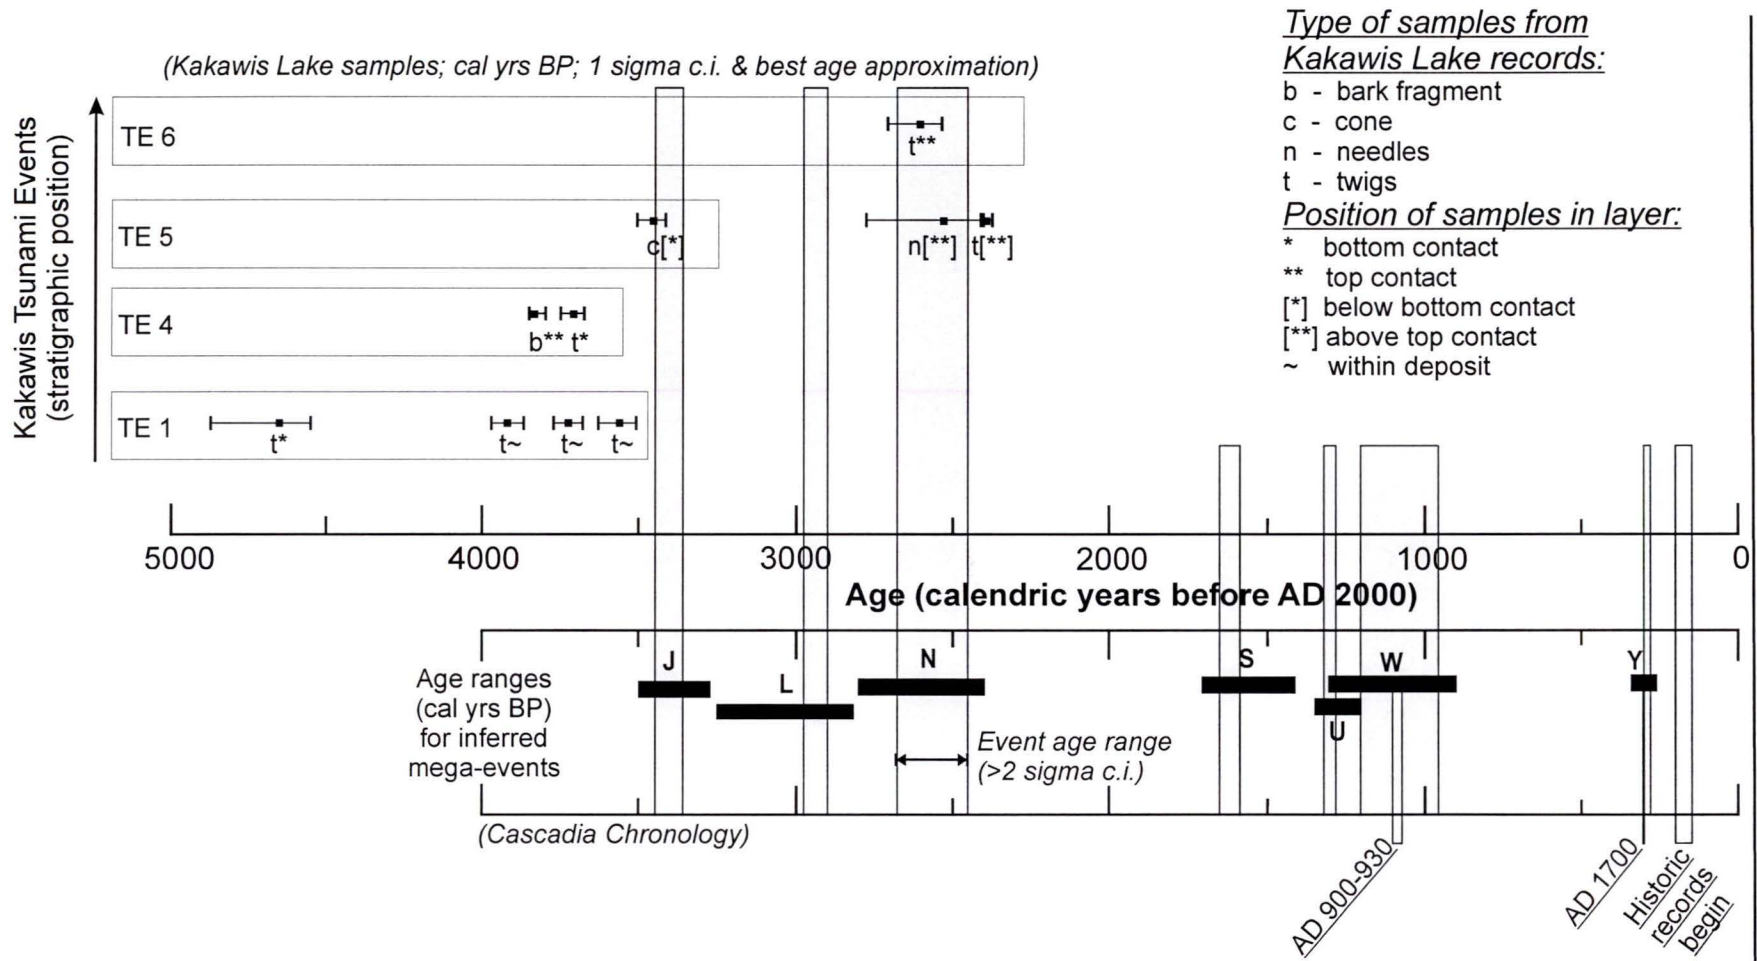 Type of samples from
Kakawis Lake records:
b - bark fragment
c - cone
n - needles
t - twigs
Position of samples in layer:
* bottom contact
** top contact
[*] below bottom contact
[**] above top contact
~ within deposit
(Kakawis Lake samples; cal yrs BP; 1 sigma c.i. & best age approximation)
Kakawis Tsunami Events
(stratigraphic position)
TE 6
t**
TE 5
c[*]
n[**]
t[**]
TE 4
b**
t*
TE 1
t*
t~
t~
t~
5000
4000
3000
2000
1000
0
Age (calendric years before AD 2000)
Age ranges
(cal yrs BP)
for inferred
mega-events
J
L
N
S
U
W
Y
Event age range
(>2 sigma c.i.)
(Cascadia Chronology)
AD 900-930
AD 1700
Historic
records
begin